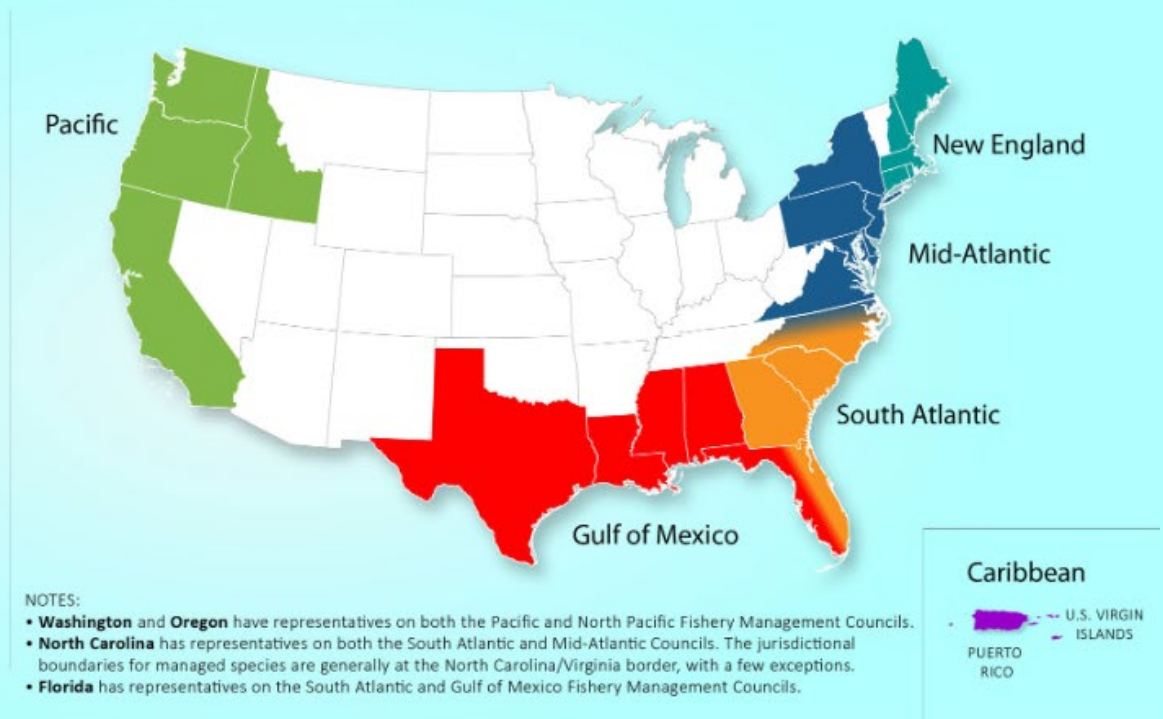 Pacific
New England
Mid-Atlantic
South Atlantic
Gulf of Mexico
Caribbean
U.S. VIRGIN
ISLANDS
PUERTO
RICO
NOTES:
• Washington and Oregon have representatives on both the Pacific and North Pacific Fishery Management Councils.
• North Carolina has representatives on both the South Atlantic and Mid-Atlantic Councils. The jurisdictional
boundaries for managed species are generally at the North Carolina/Virginia border, with a few exceptions.
• Florida has representatives on the South Atlantic and Gulf of Mexico Fishery Management Councils.